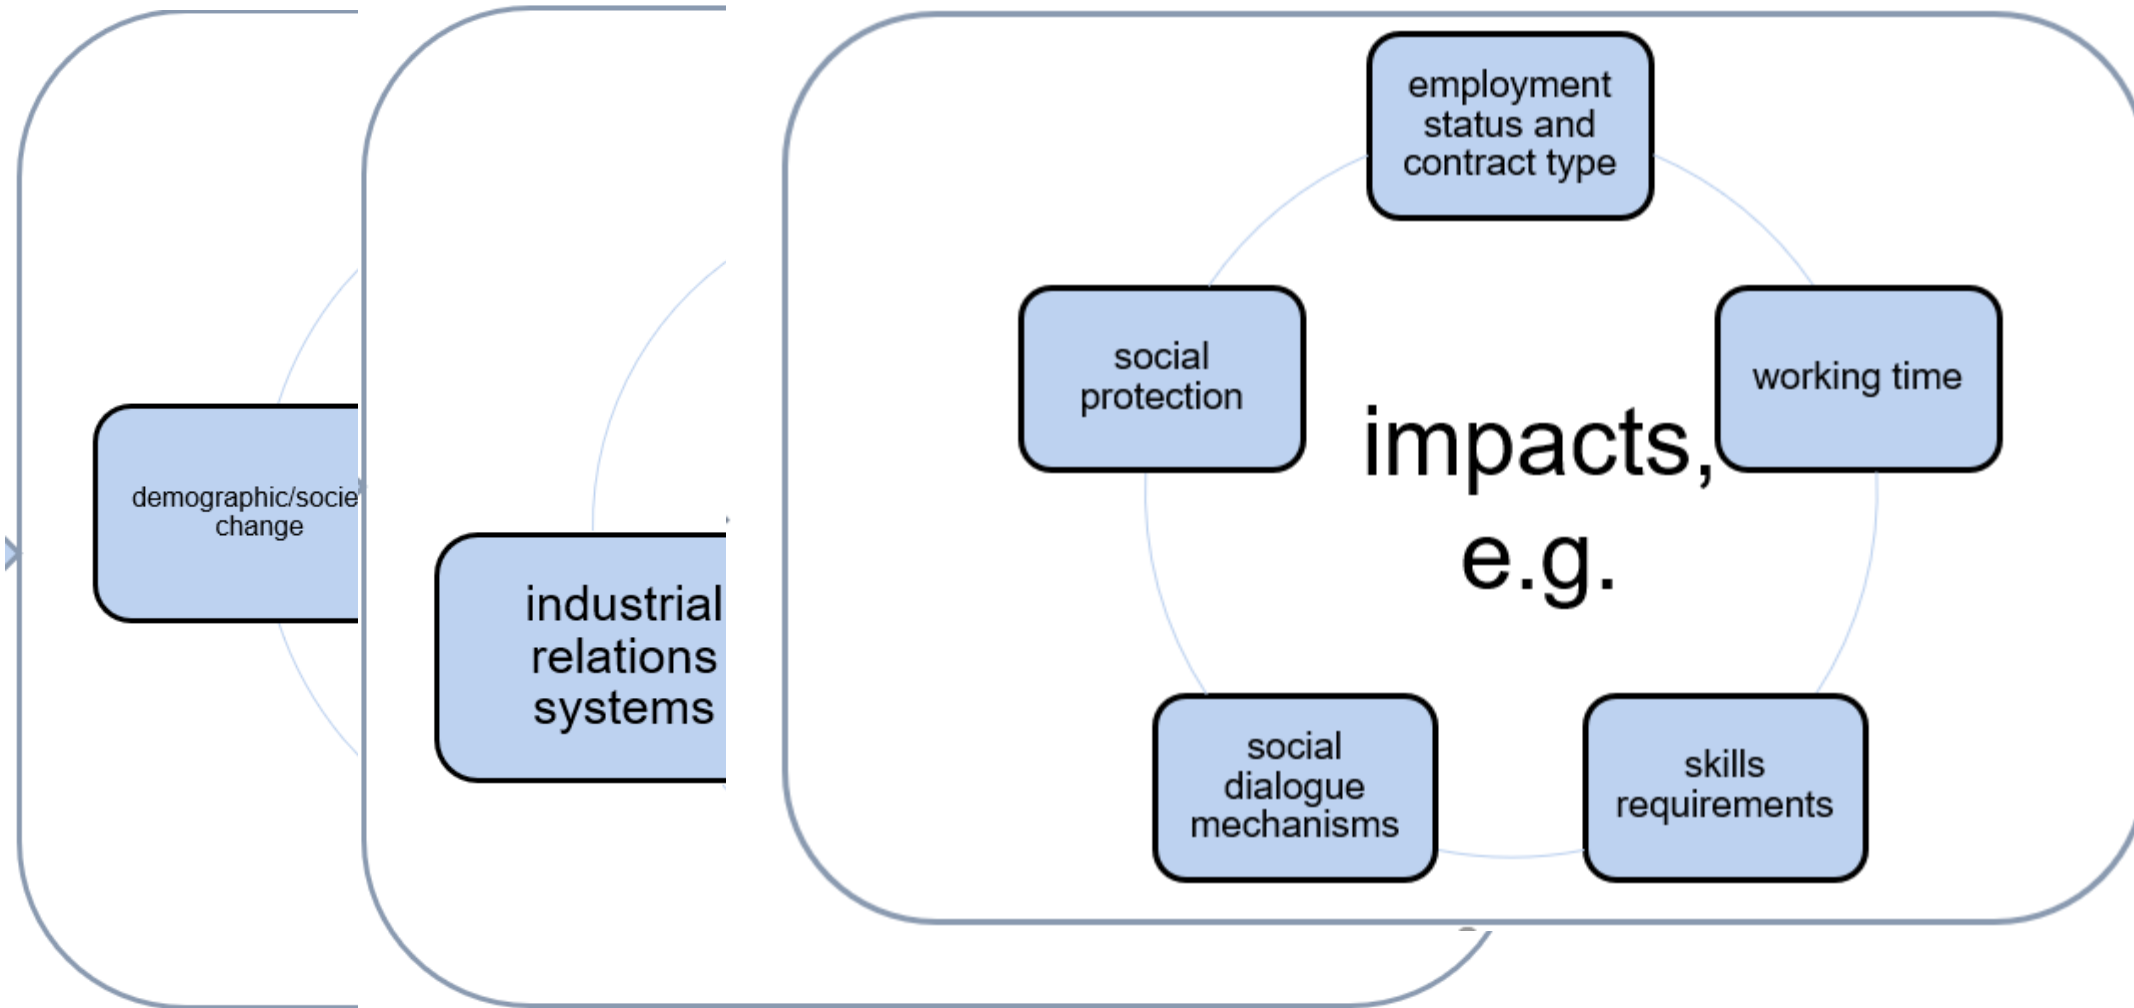 demographic/socie
change
industrial
relations
systems
employment
status and
contract type
social
protection
working time
impacts,
e.g.
social
dialogue
mechanisms
skills
requirements